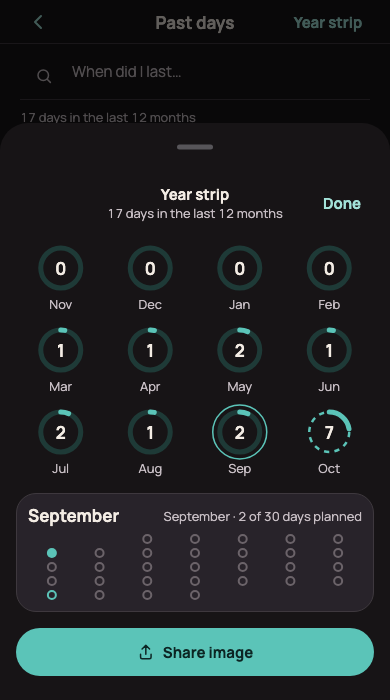 Past days
Year strip
When did I last...
17 days in the last 12 months
Year strip
17 days in the last 12 months
Done
0 0 0 0
Nov Dec Jan Feb
1 1 2 1
Mar Apr May Jun
2 1 2 7
Jul Aug Sep Oct
September
September · 2 of 30 days planned
Share image